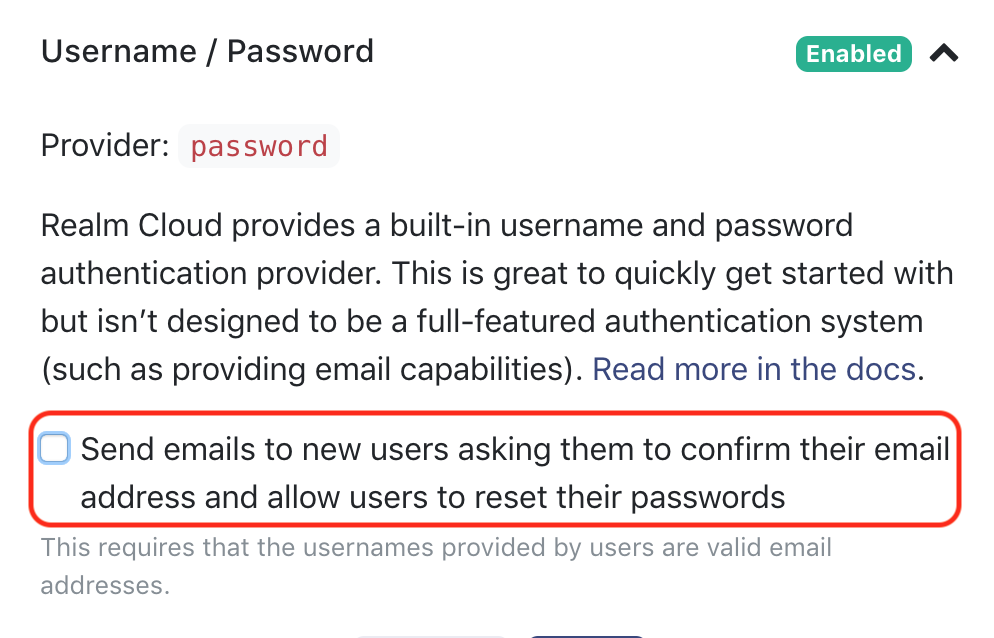 Username / Password
Enabled
Provider: password
Realm Cloud provides a built-in username and password
authentication provider. This is great to quickly get started with
but isn’t designed to be a full-featured authentication system
(such as providing email capabilities). Read more in the docs.
Send emails to new users asking them to confirm their email
address and allow users to reset their passwords
This requires that the usernames provided by users are valid email
addresses.